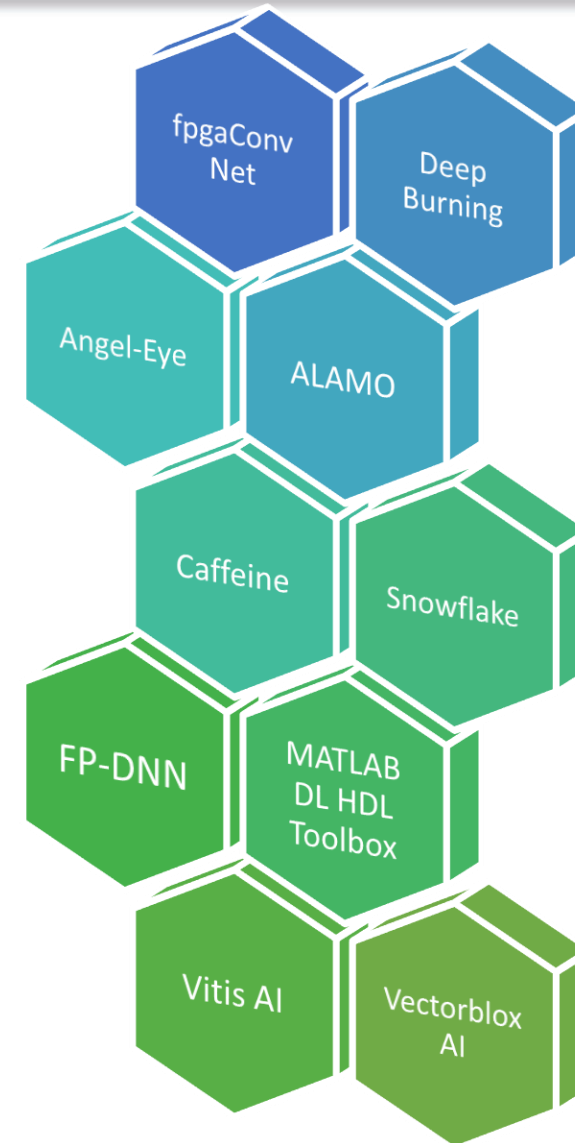 fpgaConv
Net
Deep
Burning
Angel-Eye
ALAMO
Caffeine
Snowflake
FP-DNN
MATLAB
DL HDL
Toolbox
Vitis AI
Vectorblox
AI